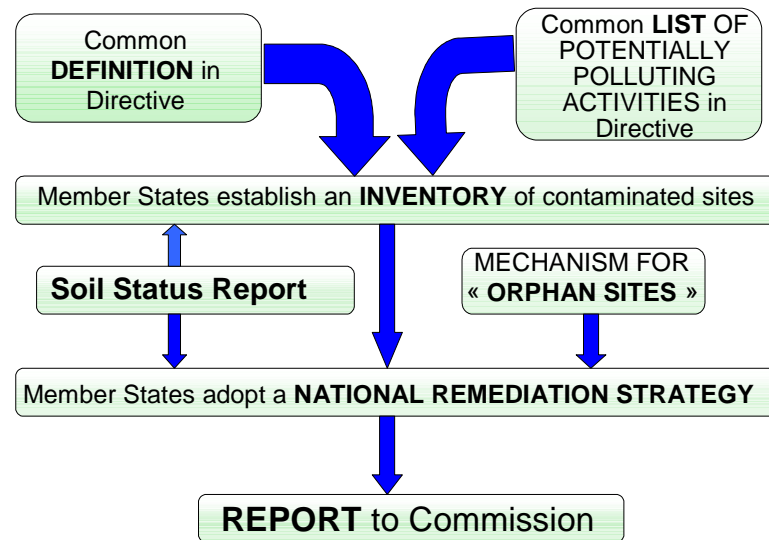 Common
DEFINITION in
Directive
Common LIST OF
POTENTIALLY
POLLUTING
ACTIVITIES in
Directive
Member States establish an INVENTORY of contaminated sites
Soil Status Report
MECHANISM FOR
« ORPHAN SITES »
Member States adopt a NATIONAL REMEDIATION STRATEGY
REPORT to Commission